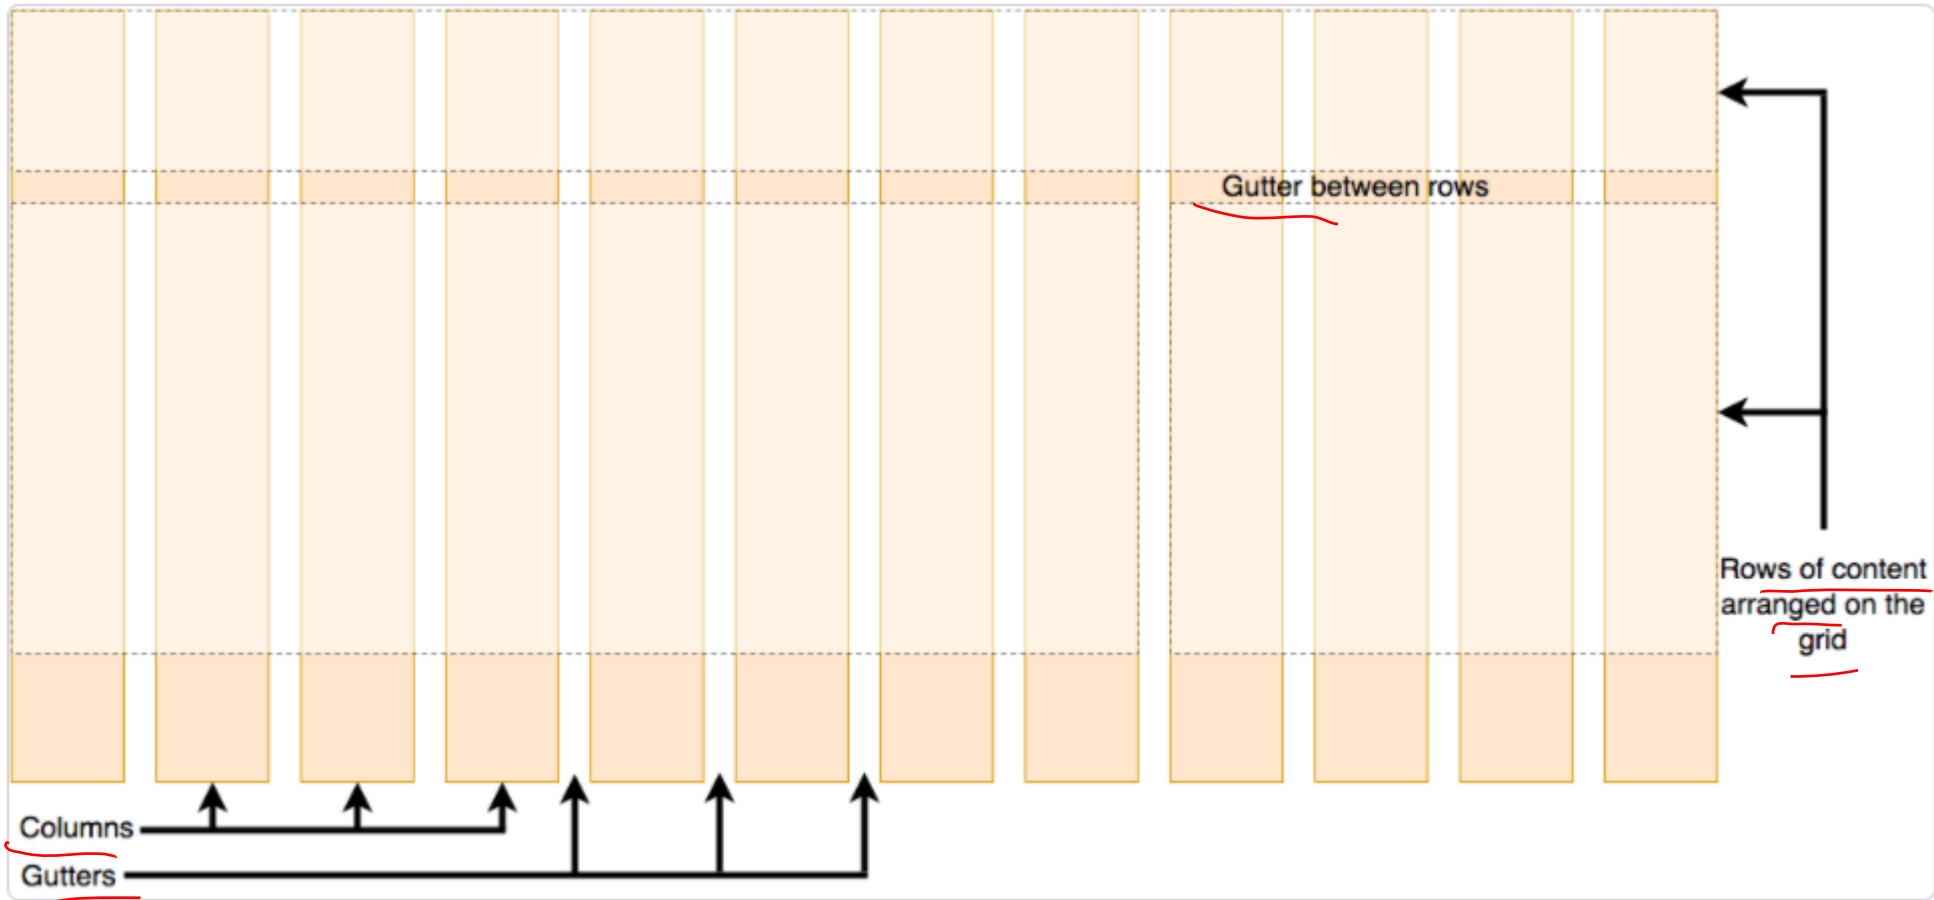 Gutter between rows
Rows of content
arranged on the
grid
Columns
Gutters